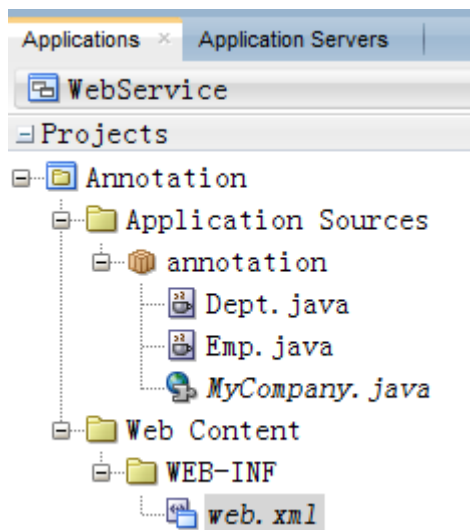 Applications × Application Servers
WebService
Projects
Annotation
Application Sources
annotation
Dept.java
Emp.java
MyCompany.java
Web Content
WEB-INF
web.xml